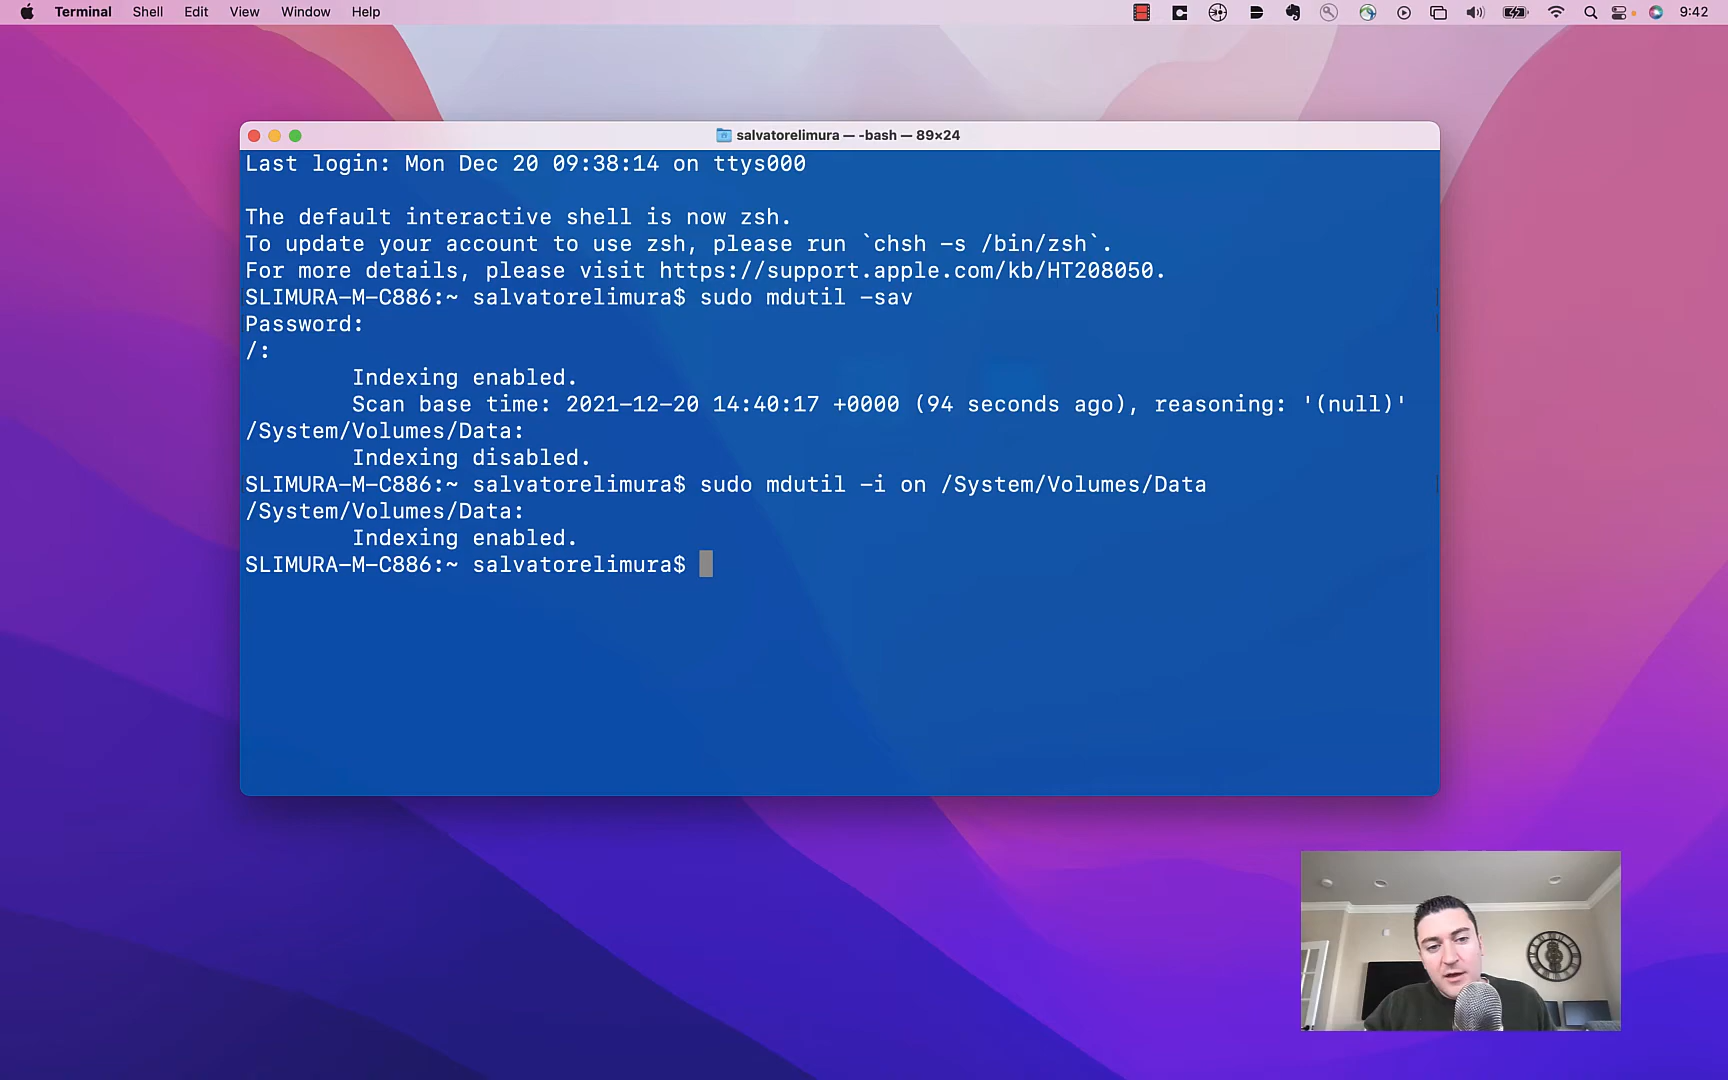 Terminal Shell Edit View Window Help 9:42
salvatorelimura — -bash — 89×24
Last login: Mon Dec 20 09:38:14 on ttys000
The default interactive shell is now zsh.
To update your account to use zsh, please run `chsh -s /bin/zsh`.
For more details, please visit https://support.apple.com/kb/HT208050.
SLIMURA-M-C886:~ salvatorelimura$ sudo mdutil -sav
Password:
/:
Indexing enabled.
Scan base time: 2021-12-20 14:40:17 +0000 (94 seconds ago), reasoning: '(null)'
/System/Volumes/Data:
Indexing disabled.
SLIMURA-M-C886:~ salvatorelimura$ sudo mdutil -i on /System/Volumes/Data
/System/Volumes/Data:
Indexing enabled.
SLIMURA-M-C886:~ salvatorelimura$